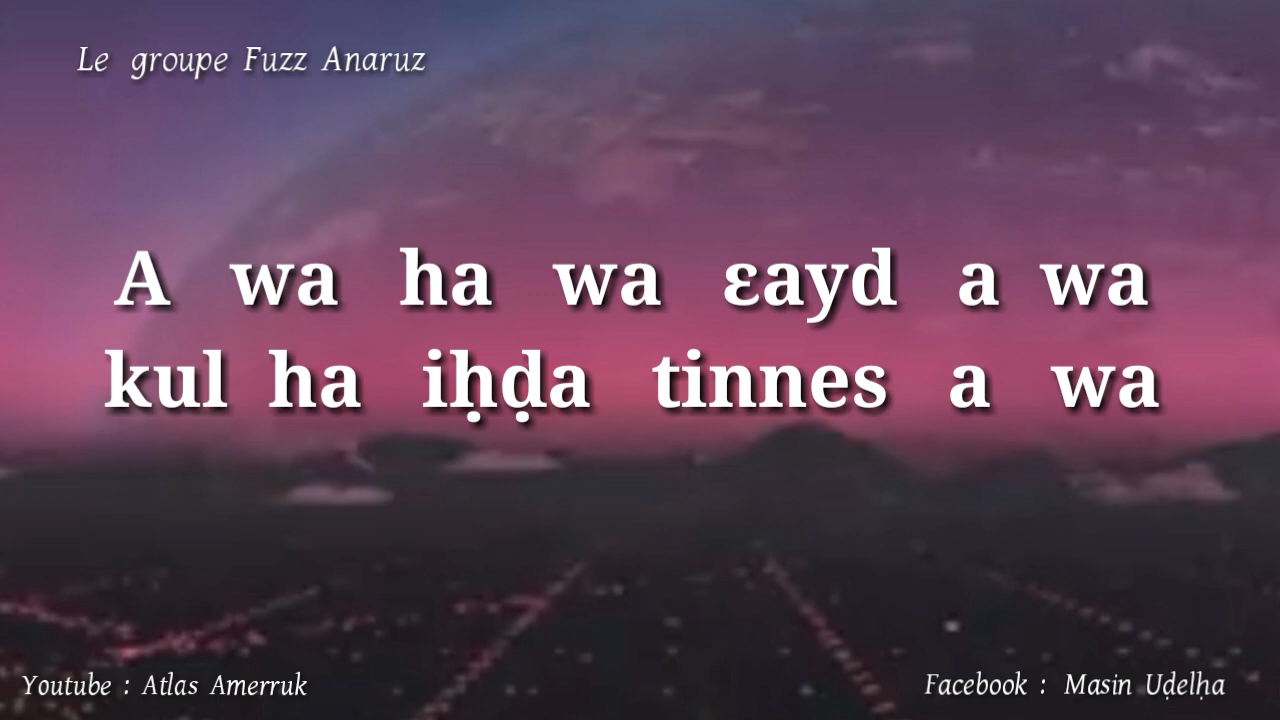 Le groupe Fuzz Anaruz
A wa ha wa ɛayd a wa
kul ha iḥḍa tinnes a wa
Youtube : Atlas Amerruk
Facebook : Masin Uḍelḥa